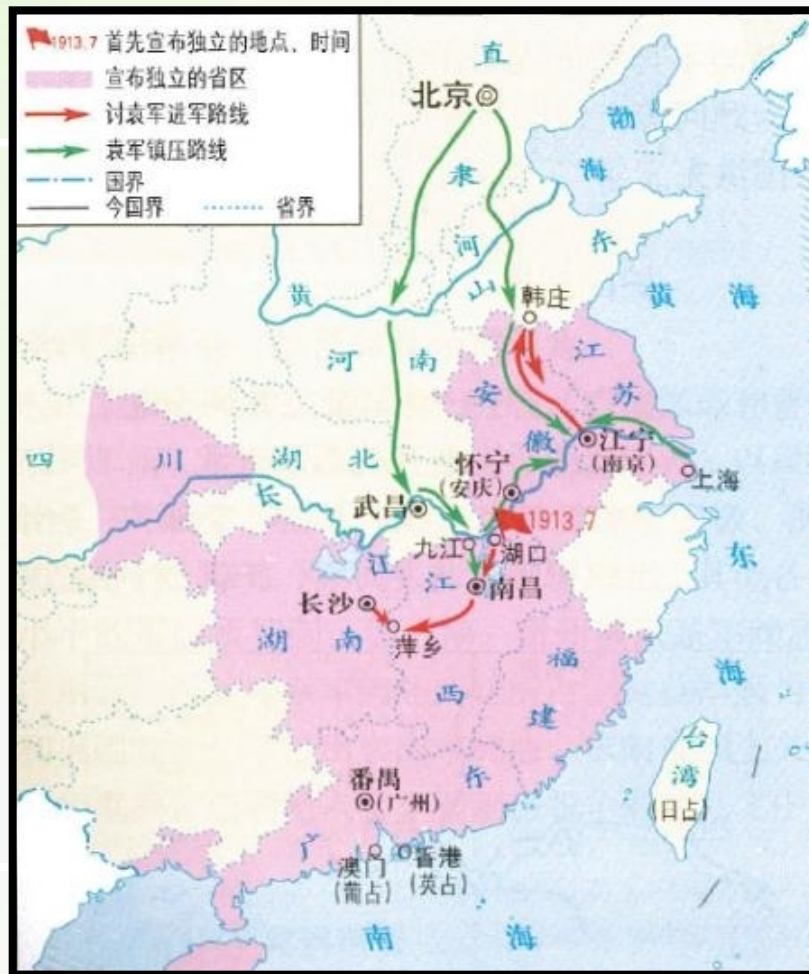 1913.7 首先宣布独立的地点、时间
宣布独立的省区
讨袁军进军路线
袁军镇压路线
国界
今国界 省界
北京
直
隶
渤
海
河
山
东
黄
韩庄
黄 海
河 南
江
苏
安
徽
江宁
(南京)
上海
四 川
湖 北
怀宁
(安庆)
长
江
武昌
1913.7
九江
湖口
东
海
南昌
长沙
萍乡
湖 南
江
西
福
建
台
湾
(日占)
番禺
(广州)
广
东
澳门
(葡占)
香港
(英占)
南 海